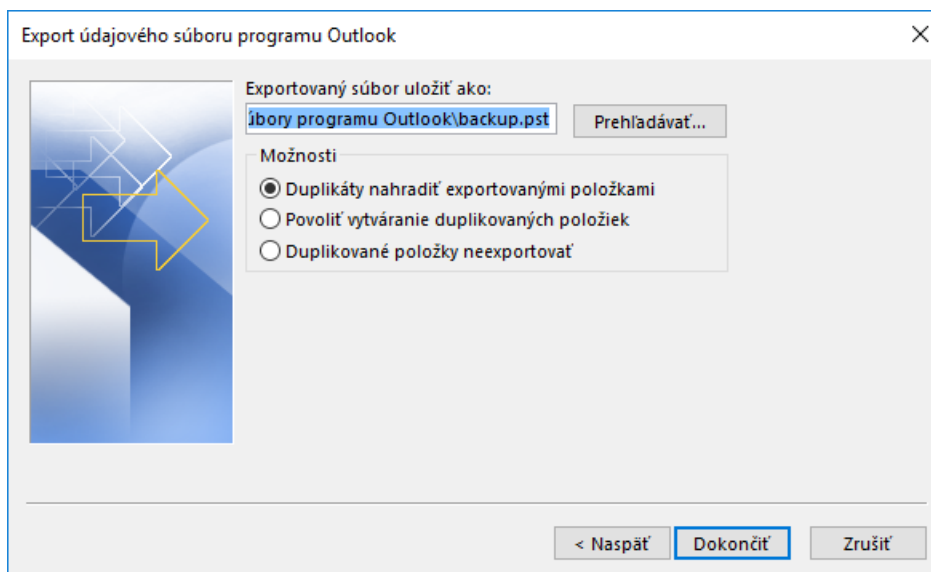 Export údajového súboru programu Outlook
Exportovaný súbor uložiť ako:
úbory programu Outlook\backup.pst
Prehľadávať...
Možnosti
Duplikáty nahradiť exportovanými položkami
Povoliť vytváranie duplikovaných položiek
Duplikované položky neexportovať
< Naspäť
Dokončiť
Zrušiť